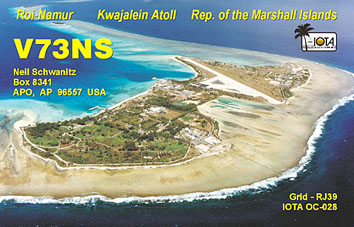 Roi-Namur Kwajalein Atoll Rep. of the Marshall Islands
V73NS
IOTA
Neil Schwanitz
Box 8341
APO, AP 96557 USA
Grid - RJ39
IOTA OC-028